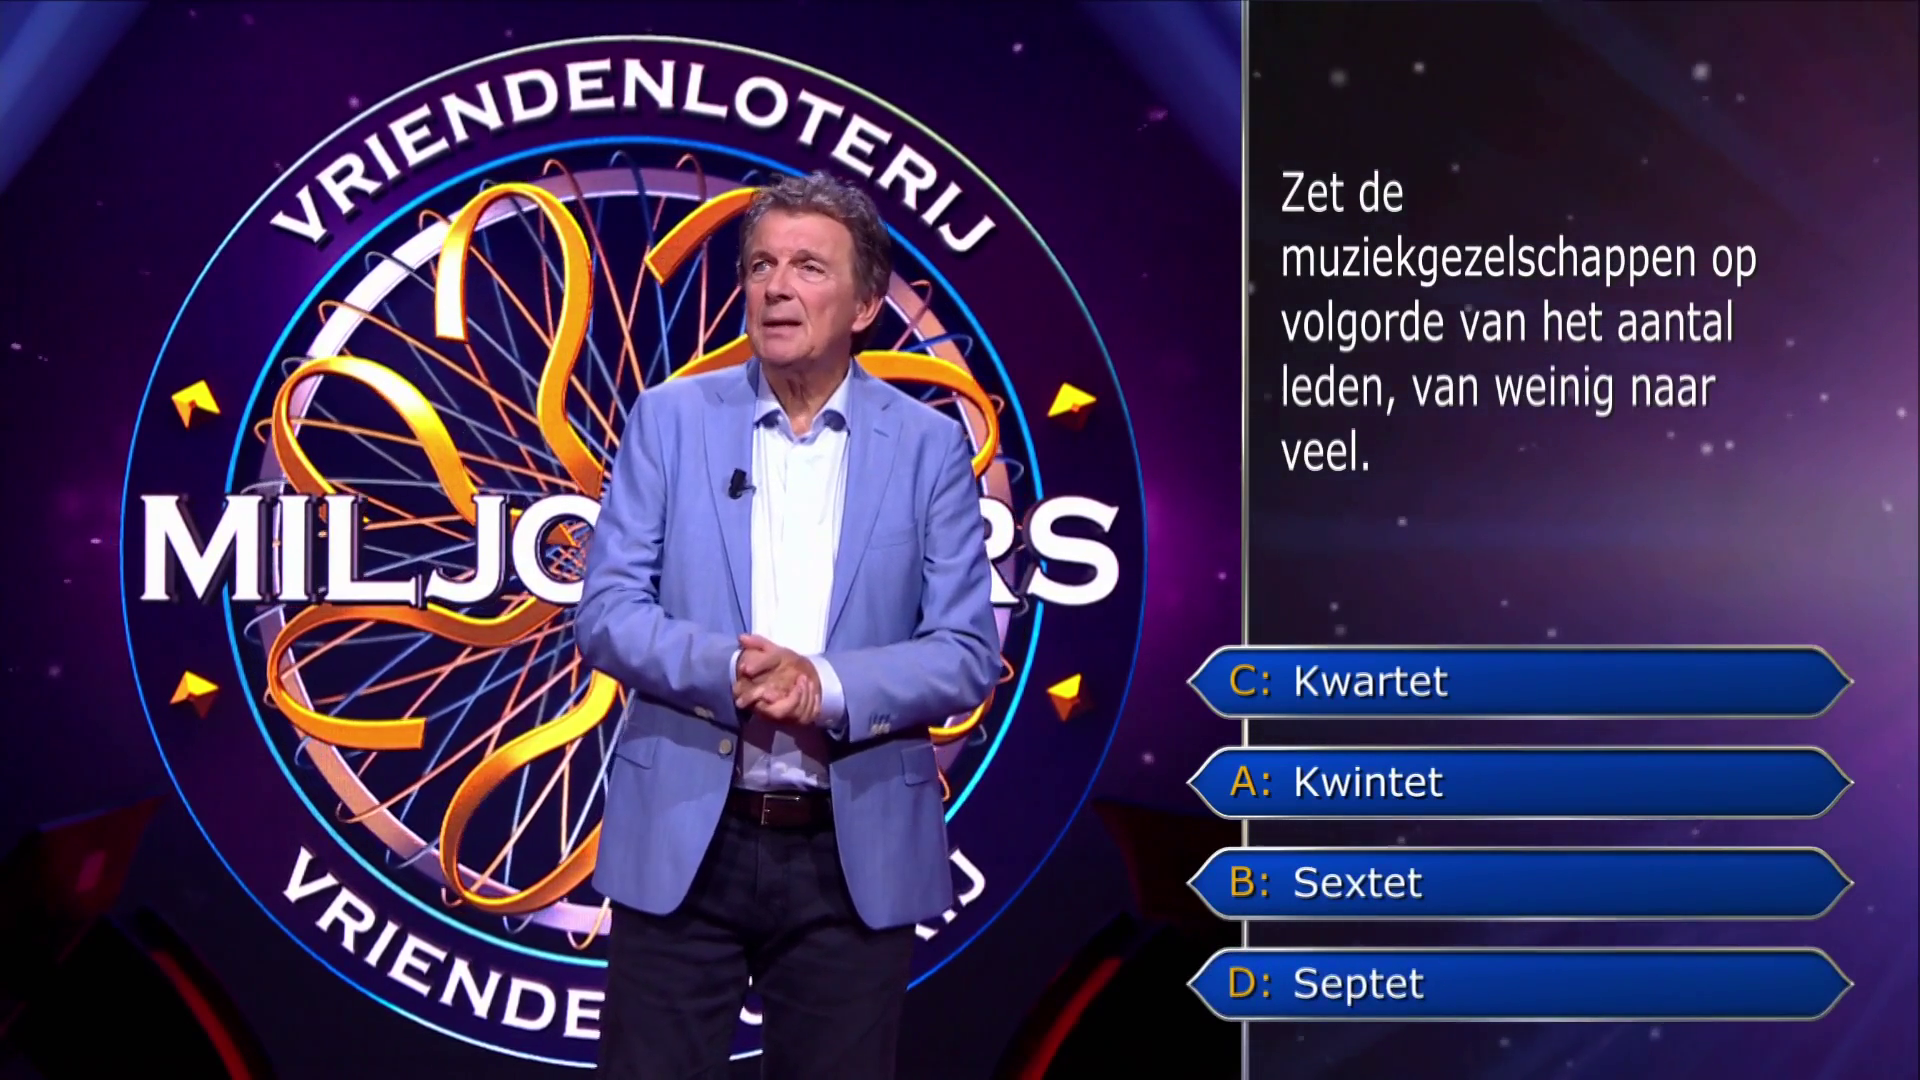 VRIENDENLOTERIJ
MILJO RS
VRIENDE
Zet de
muziekgezelschappen op
volgorde van het aantal
leden, van weinig naar
veel.
C: Kwartet
A: Kwintet
B: Sextet
D: Septet